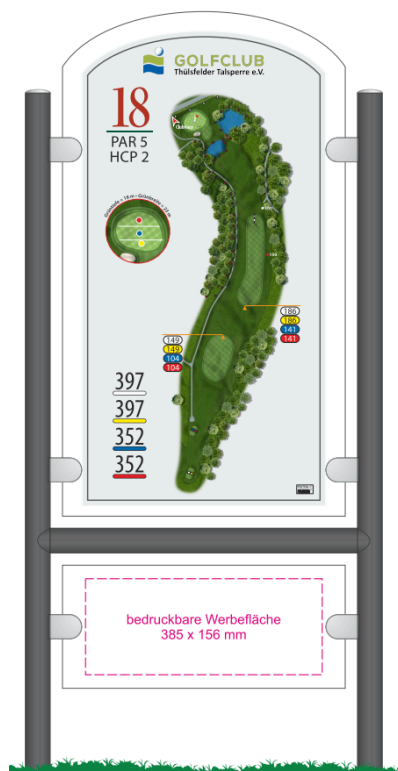 GOLFCLUB
Thülsfelder Talsperre e.V.
18
PAR 5
HCP 2
Clubhaus
149
149
104
104
186
186
141
141
397
397
352
352
bedruckbare Werbefläche
385 x 156 mm